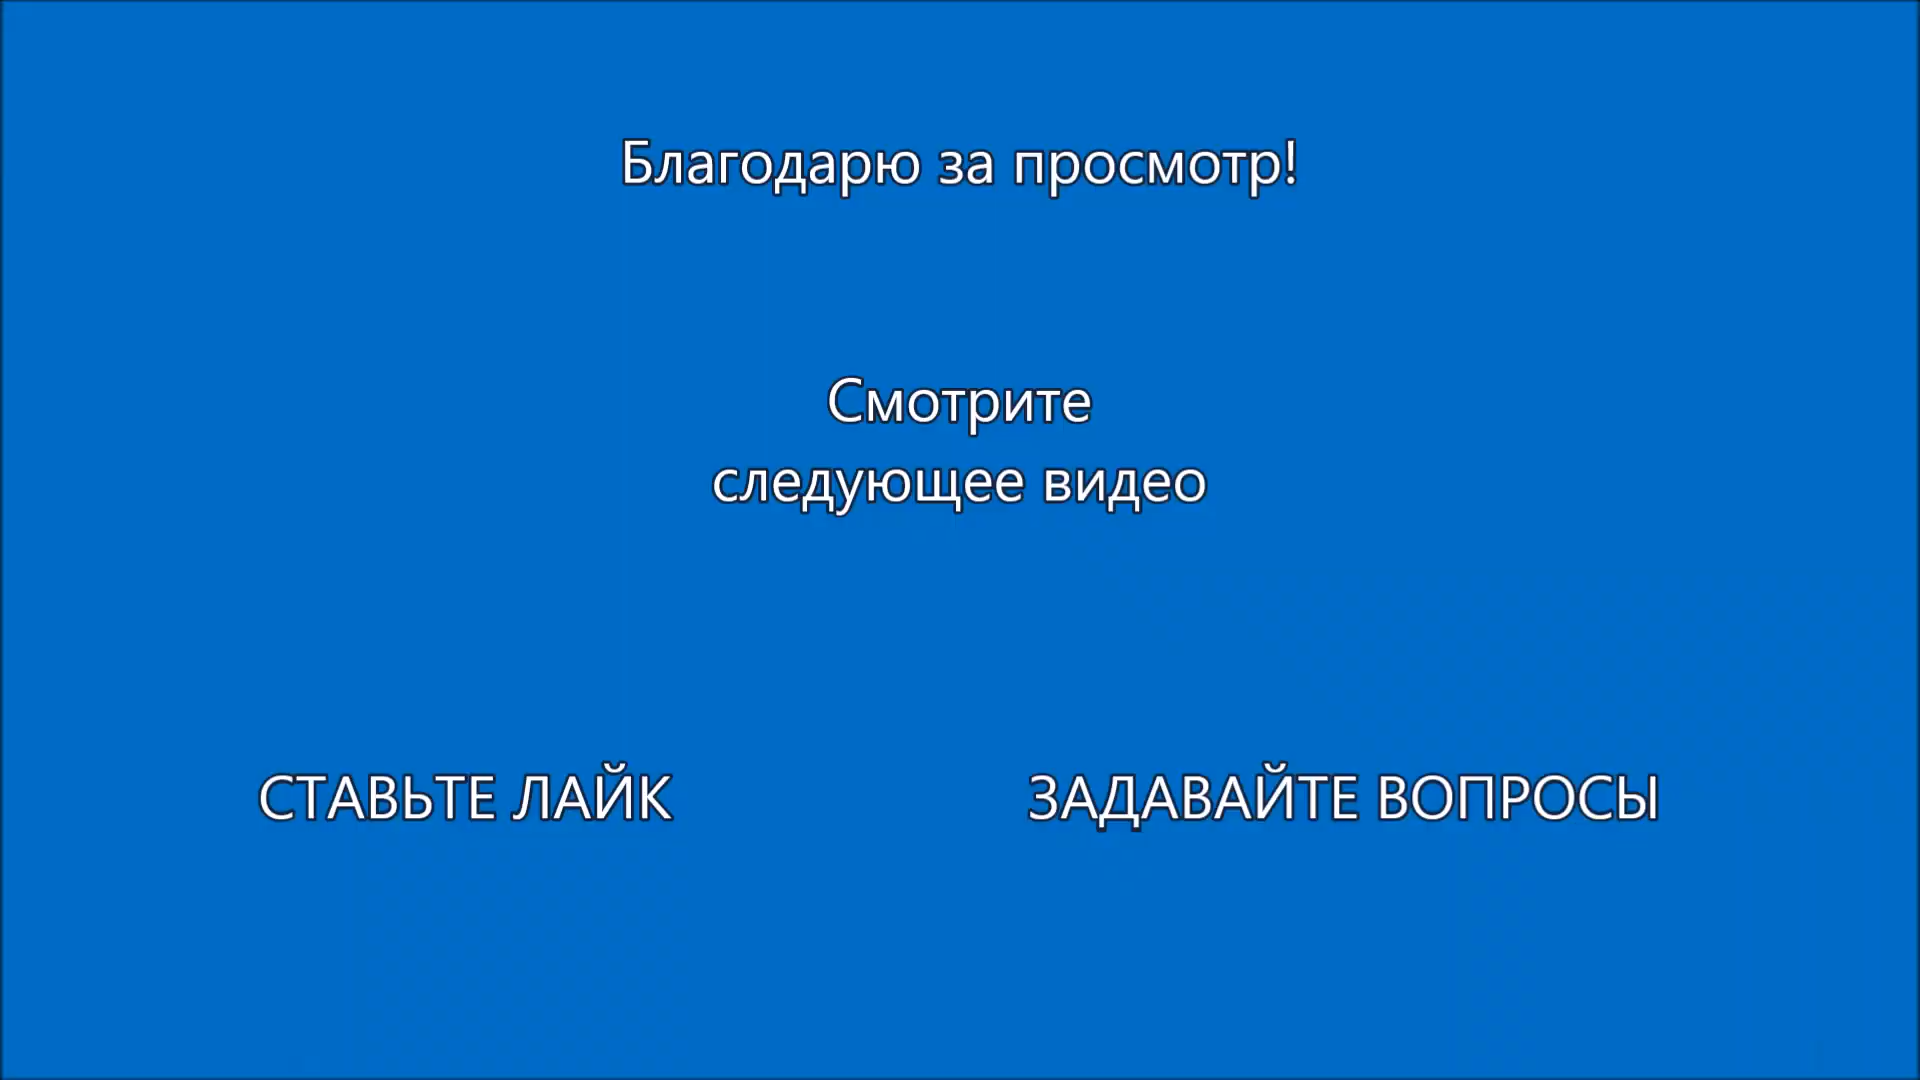 Благодарю за просмотр!
Смотрите
следующее видео
СТАВЬТЕ ЛАЙК
ЗАДАВАЙТЕ ВОПРОСЫ